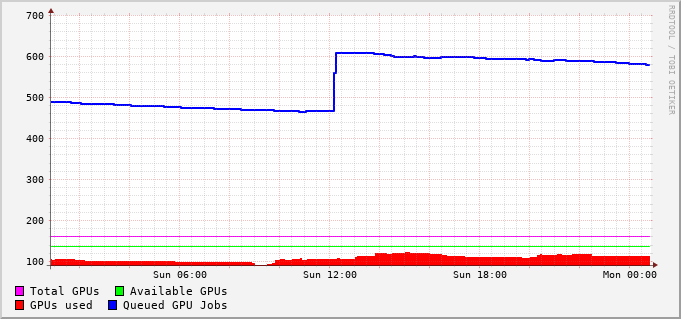 700
600
500
400
300
200
100
Sun 06:00 Sun 12:00 Sun 18:00 Mon 00:00
Total GPUs Available GPUs
GPUs used Queued GPU Jobs
RRDTOOL / TOBI OETIKER